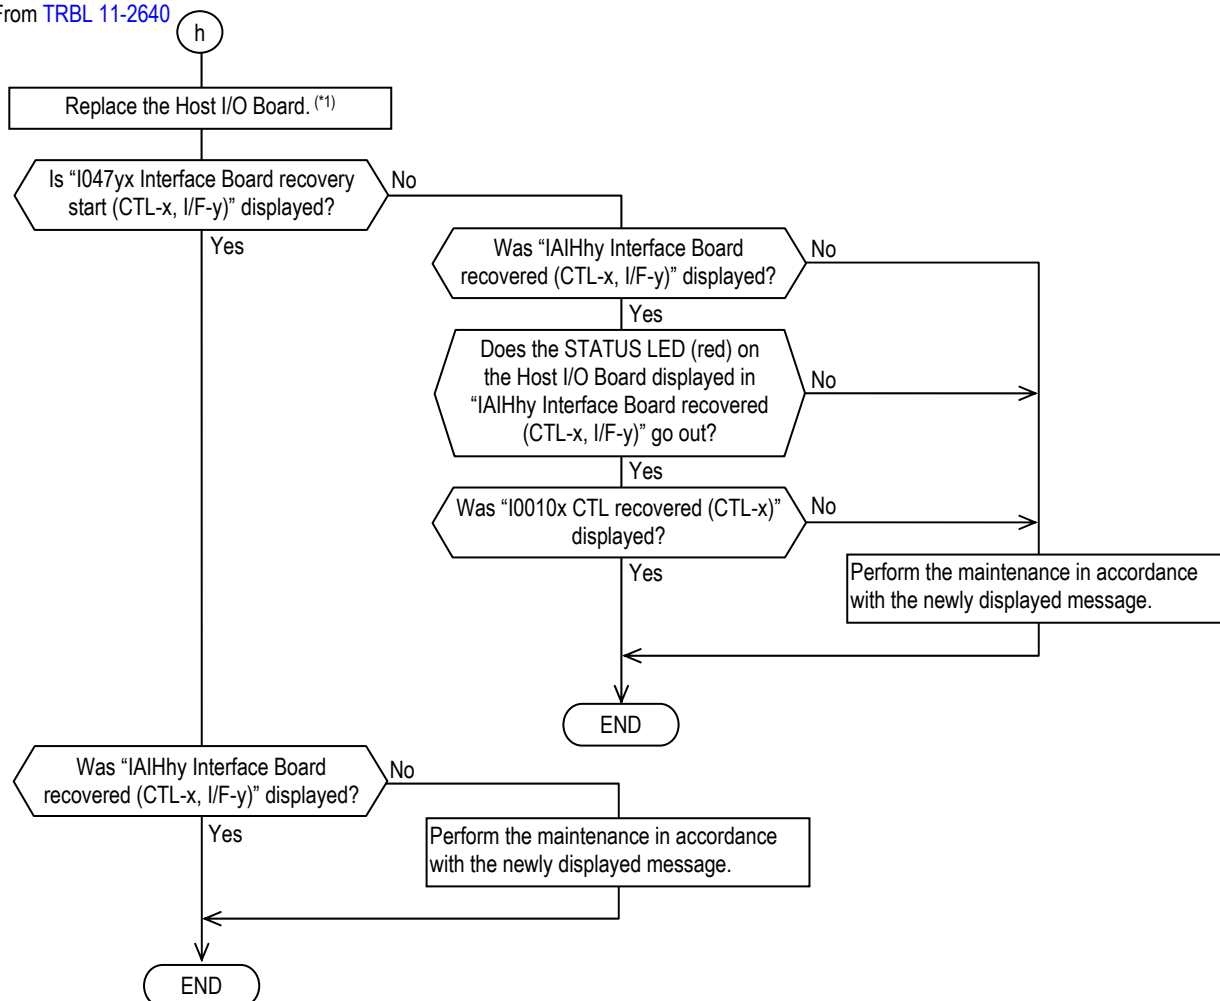 From TRBL 11-2640
h
Replace the Host I/O Board. (*1)
Is “I047yx Interface Board recovery
start (CTL-x, I/F-y)” displayed?
No
Yes
Was “IAIHhy Interface Board
recovered (CTL-x, I/F-y)” displayed?
No
Yes
Does the STATUS LED (red) on
the Host I/O Board displayed in
“IAIHhy Interface Board recovered
(CTL-x, I/F-y)” go out?
No
Yes
Was “I0010x CTL recovered (CTL-x)”
displayed?
No
Yes
Perform the maintenance in accordance
with the newly displayed message.
END
Was “IAIHhy Interface Board
recovered (CTL-x, I/F-y)” displayed?
No
Yes
Perform the maintenance in accordance
with the newly displayed message.
END